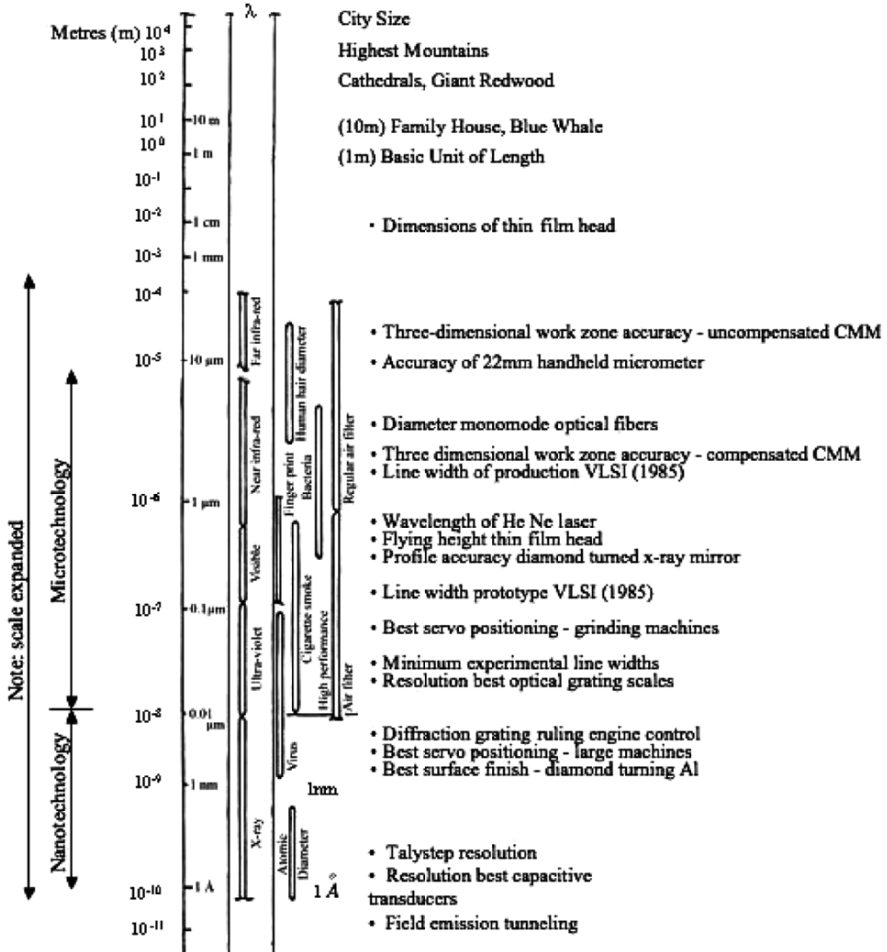 λ
City Size
Metres (m) 10⁴
10³
Highest Mountains
10²
Cathedrals, Giant Redwood
10¹
10 m
(10m) Family House, Blue Whale
10⁰
1 m
(1m) Basic Unit of Length
10⁻¹
10⁻²
1 cm
• Dimensions of thin film head
10⁻³
1 mm
10⁻⁴
Far infra-red
Human hair diameter
• Three-dimensional work zone accuracy - uncompensated CMM
10⁻⁵
10 μm
• Accuracy of 22mm handheld micrometer
Near infra-red
Finger print
Bacteria
Regular air filter
• Diameter monomode optical fibers
• Three dimensional work zone accuracy - compensated CMM
• Line width of production VLSI (1985)
Note: scale expanded
Microtechnology
10⁻⁶
1 μm
• Wavelength of He Ne laser
• Flying height thin film head
• Profile accuracy diamond turned x-ray mirror
Visible
• Line width prototype VLSI (1985)
10⁻⁷
0.1μm
• Best servo positioning - grinding machines
Ultra-violet
Cigarette smoke
High performance
Air filter
• Minimum experimental line widths
• Resolution best optical grating scales
10⁻⁸
0.01
μm
• Diffraction grating ruling engine control
• Best servo positioning - large machines
• Best surface finish - diamond turning Al
Virus
10⁻⁹
1 nm
1nm
Nanotechnology
X-ray
Atomic
Diameter
• Talystep resolution
10⁻¹⁰
1 Å
1 Å
• Resolution best capacitive
transducers
10⁻¹¹
• Field emission tunneling